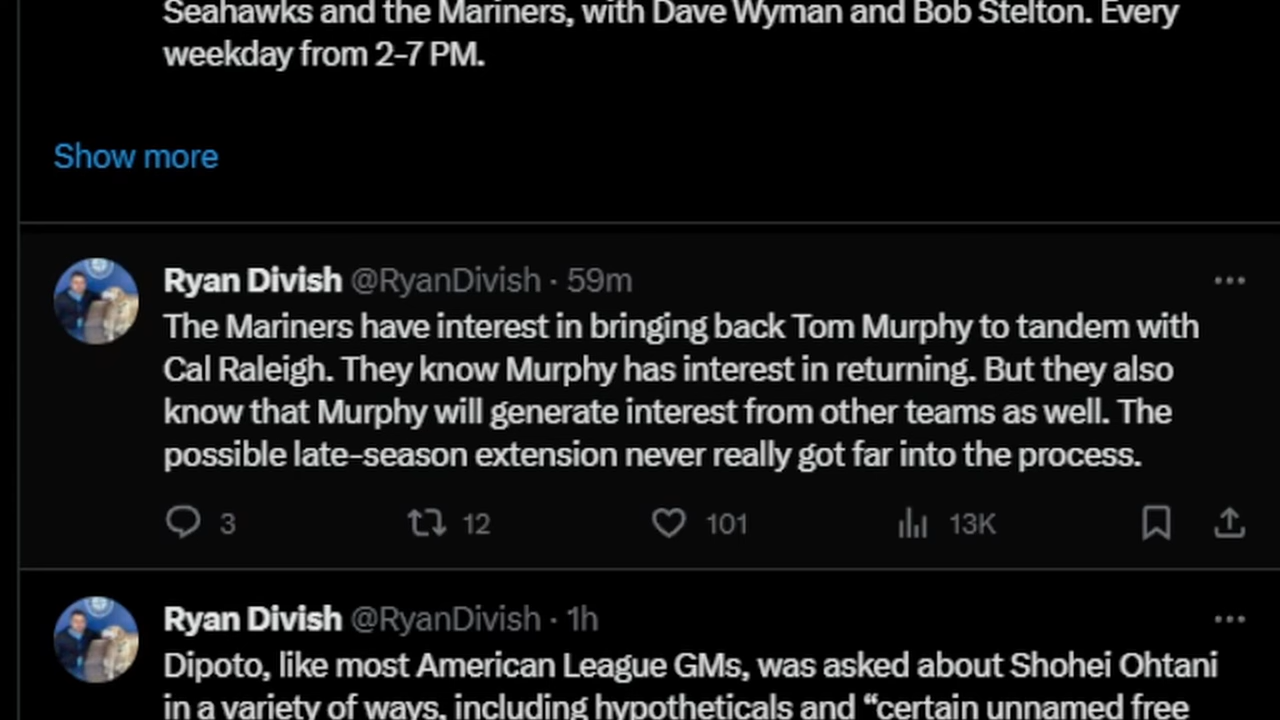 Seahawks and the Mariners, with Dave Wyman and Bob Stelton. Every
weekday from 2-7 PM.
Show more
Ryan Divish @RyanDivish · 59m
The Mariners have interest in bringing back Tom Murphy to tandem with
Cal Raleigh. They know Murphy has interest in returning. But they also
know that Murphy will generate interest from other teams as well. The
possible late-season extension never really got far into the process.
3 12 101 13K
Ryan Divish @RyanDivish · 1h
Dipoto, like most American League GMs, was asked about Shohei Ohtani
in a variety of ways, including hypotheticals and “certain unnamed free